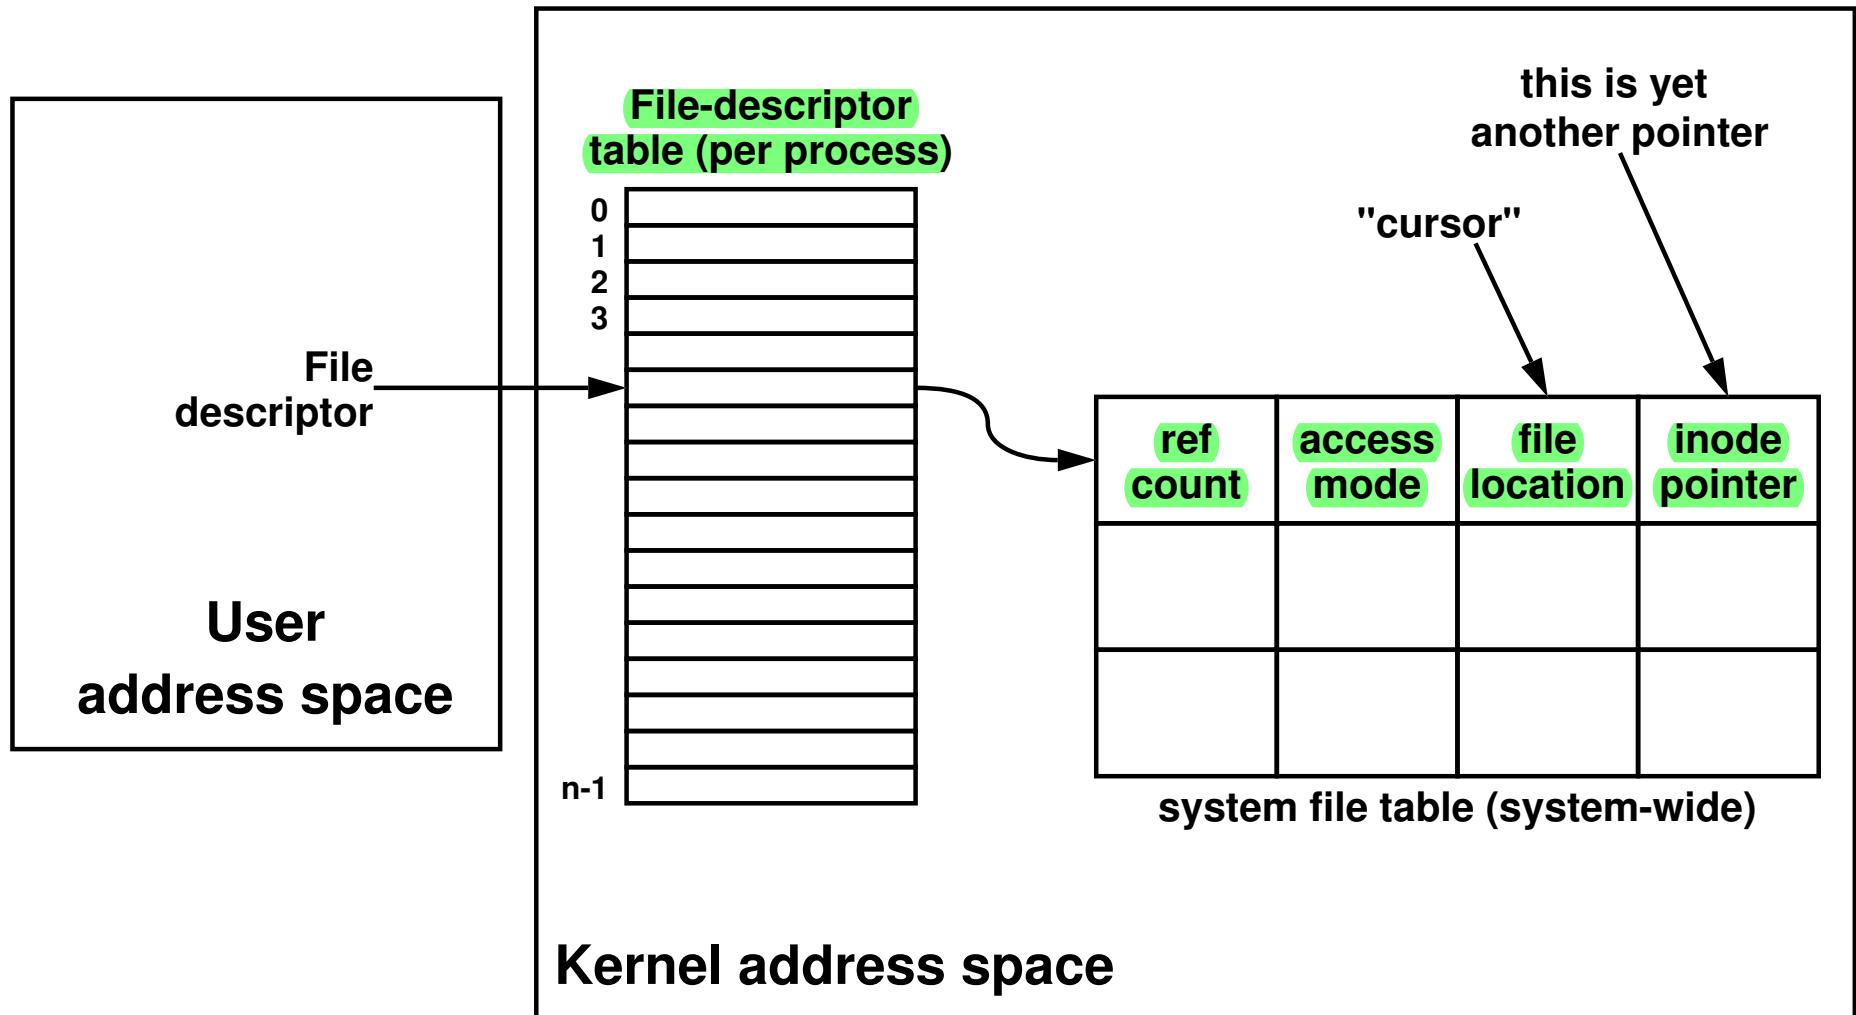 this is yet
another pointer
File-descriptor
table (per process)
"cursor"
0
1
2
3
File
descriptor
ref
count
access
mode
file
location
inode
pointer
User
address space
n-1
system file table (system-wide)
Kernel address space